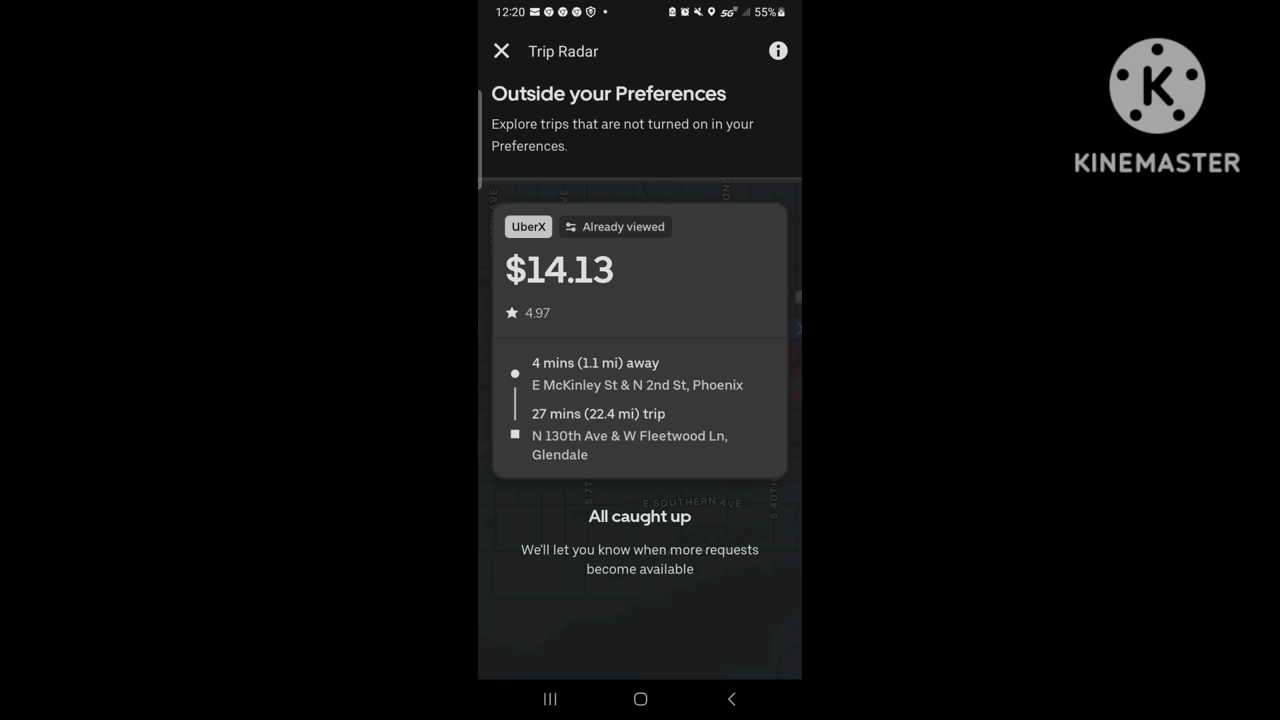 12:20
5G
55%
Trip Radar
Outside your Preferences
Explore trips that are not turned on in your
Preferences.
UberX
Already viewed
$14.13
4.97
4 mins (1.1 mi) away
E McKinley St & N 2nd St, Phoenix
27 mins (22.4 mi) trip
N 130th Ave & W Fleetwood Ln,
Glendale
E SOUTHERN AVE
S 40TH
S 7T
All caught up
We'll let you know when more requests
become available
K
KINEMASTER